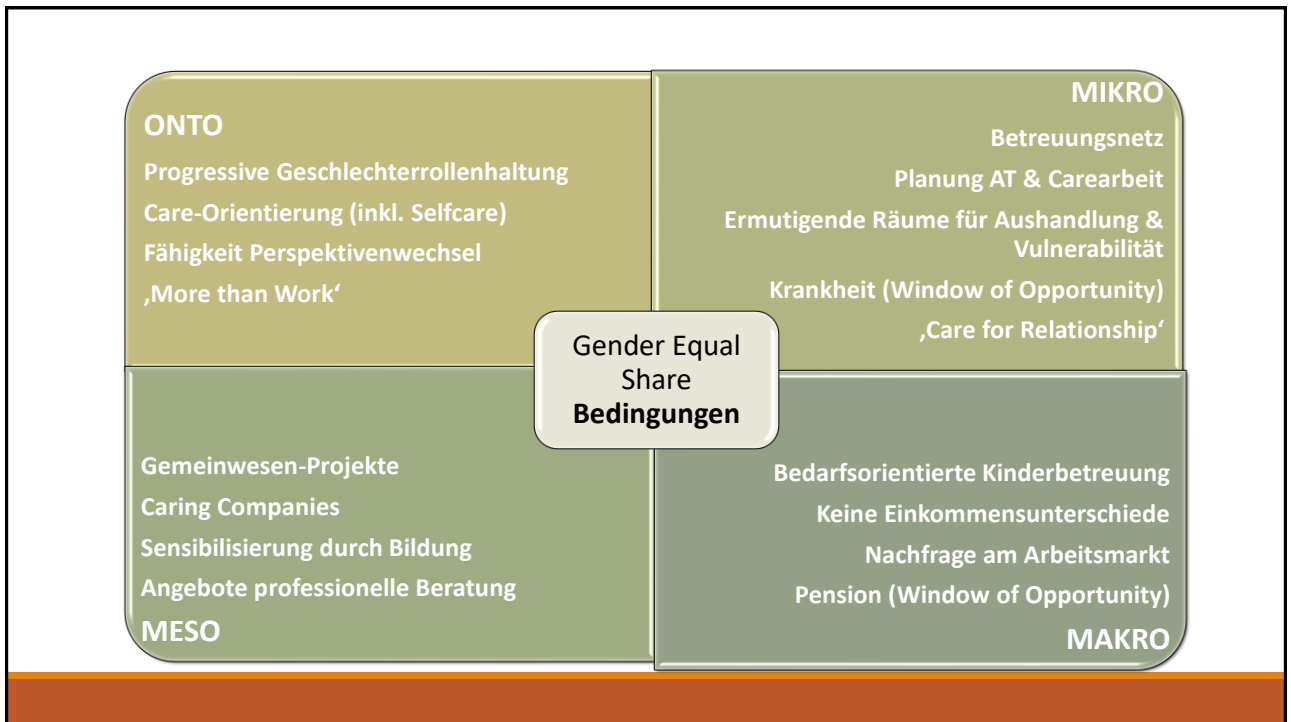 ONTO
Progressive Geschlechterrollenhaltung
Care-Orientierung (inkl. Selfcare)
Fähigkeit Perspektivenwechsel
‚More than Work‘
MIKRO
Betreuungsnetz
Planung AT & Carearbeit
Ermutigende Räume für Aushandlung &
Vulnerabilität
Krankheit (Window of Opportunity)
‚Care for Relationship‘
Gender Equal
Share
Bedingungen
Gemeinwesen-Projekte
Caring Companies
Sensibilisierung durch Bildung
Angebote professionelle Beratung
MESO
Bedarfsorientierte Kinderbetreuung
Keine Einkommensunterschiede
Nachfrage am Arbeitsmarkt
Pension (Window of Opportunity)
MAKRO